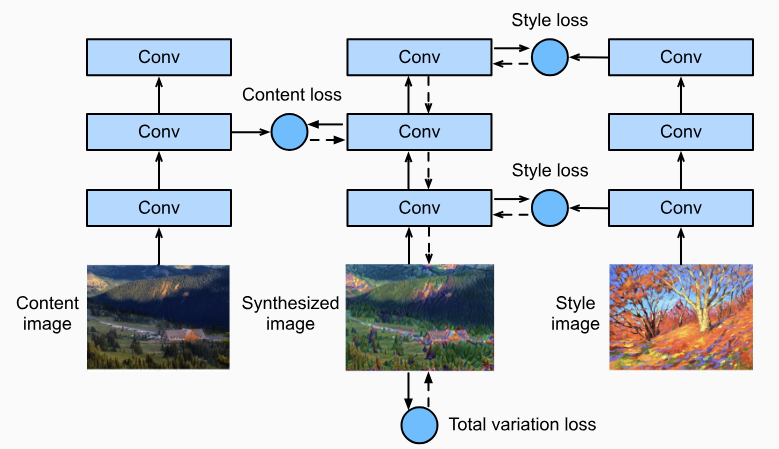 Style loss
Conv
Conv
Conv
Content loss
Conv
Conv
Conv
Style loss
Conv
Conv
Conv
Content
image
Synthesized
image
Style
image
Total variation loss